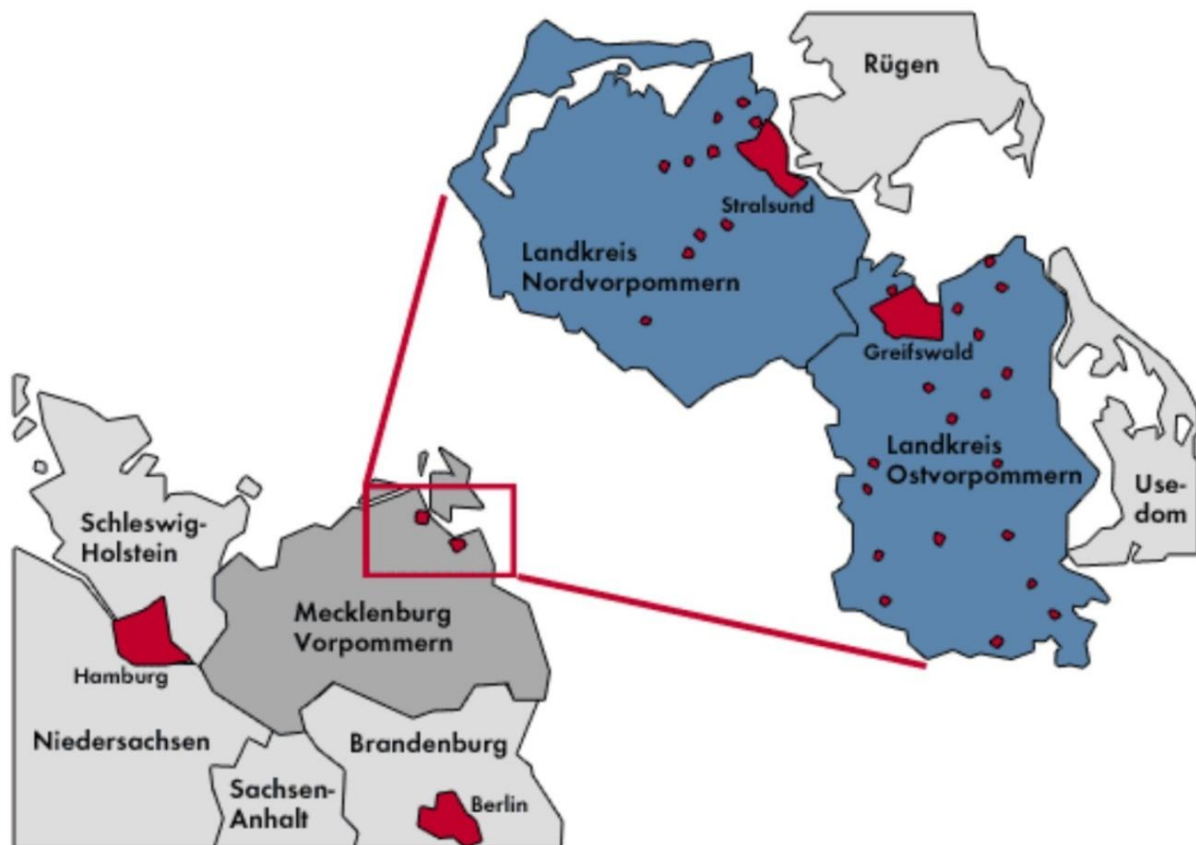 Rügen
Stralsund
Landkreis
Nordvorpommern
Greifswald
Landkreis
Ostvorpommern
Use-
dom
Schleswig-
Holstein
Mecklenburg
Vorpommern
Hamburg
Niedersachsen
Brandenburg
Sachsen-
Anhalt
Berlin